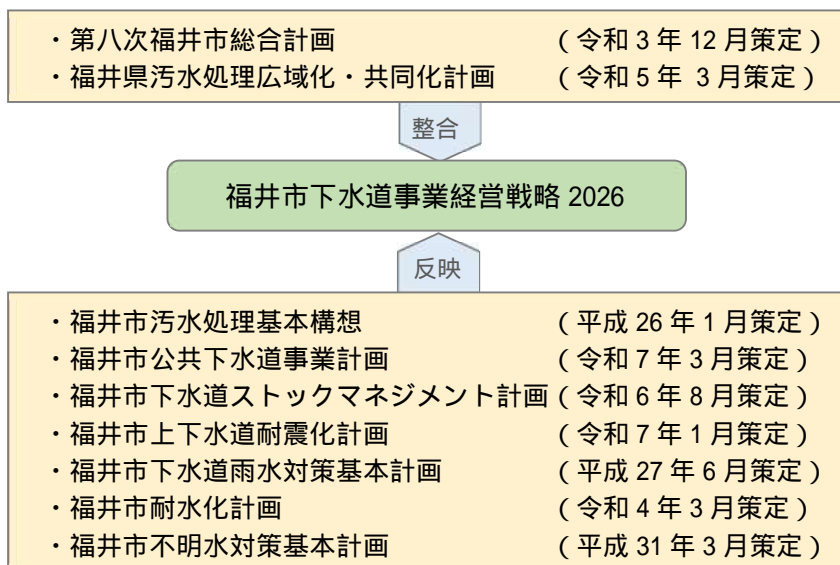 ・第八次福井市総合計画 （令和 3 年 12 月策定）
・福井県汚水処理広域化・共同化計画 （令和 5 年 3 月策定）
整合
福井市下水道事業経営戦略 2026
反映
・福井市汚水処理基本構想 （平成 26 年 1 月策定）
・福井市公共下水道事業計画 （令和 7 年 3 月策定）
・福井市下水道ストックマネジメント計画（令和 6 年 8 月策定）
・福井市上下水道耐震化計画 （令和 7 年 1 月策定）
・福井市下水道雨水対策基本計画 （平成 27 年 6 月策定）
・福井市耐水化計画 （令和 4 年 3 月策定）
・福井市不明水対策基本計画 （平成 31 年 3 月策定）